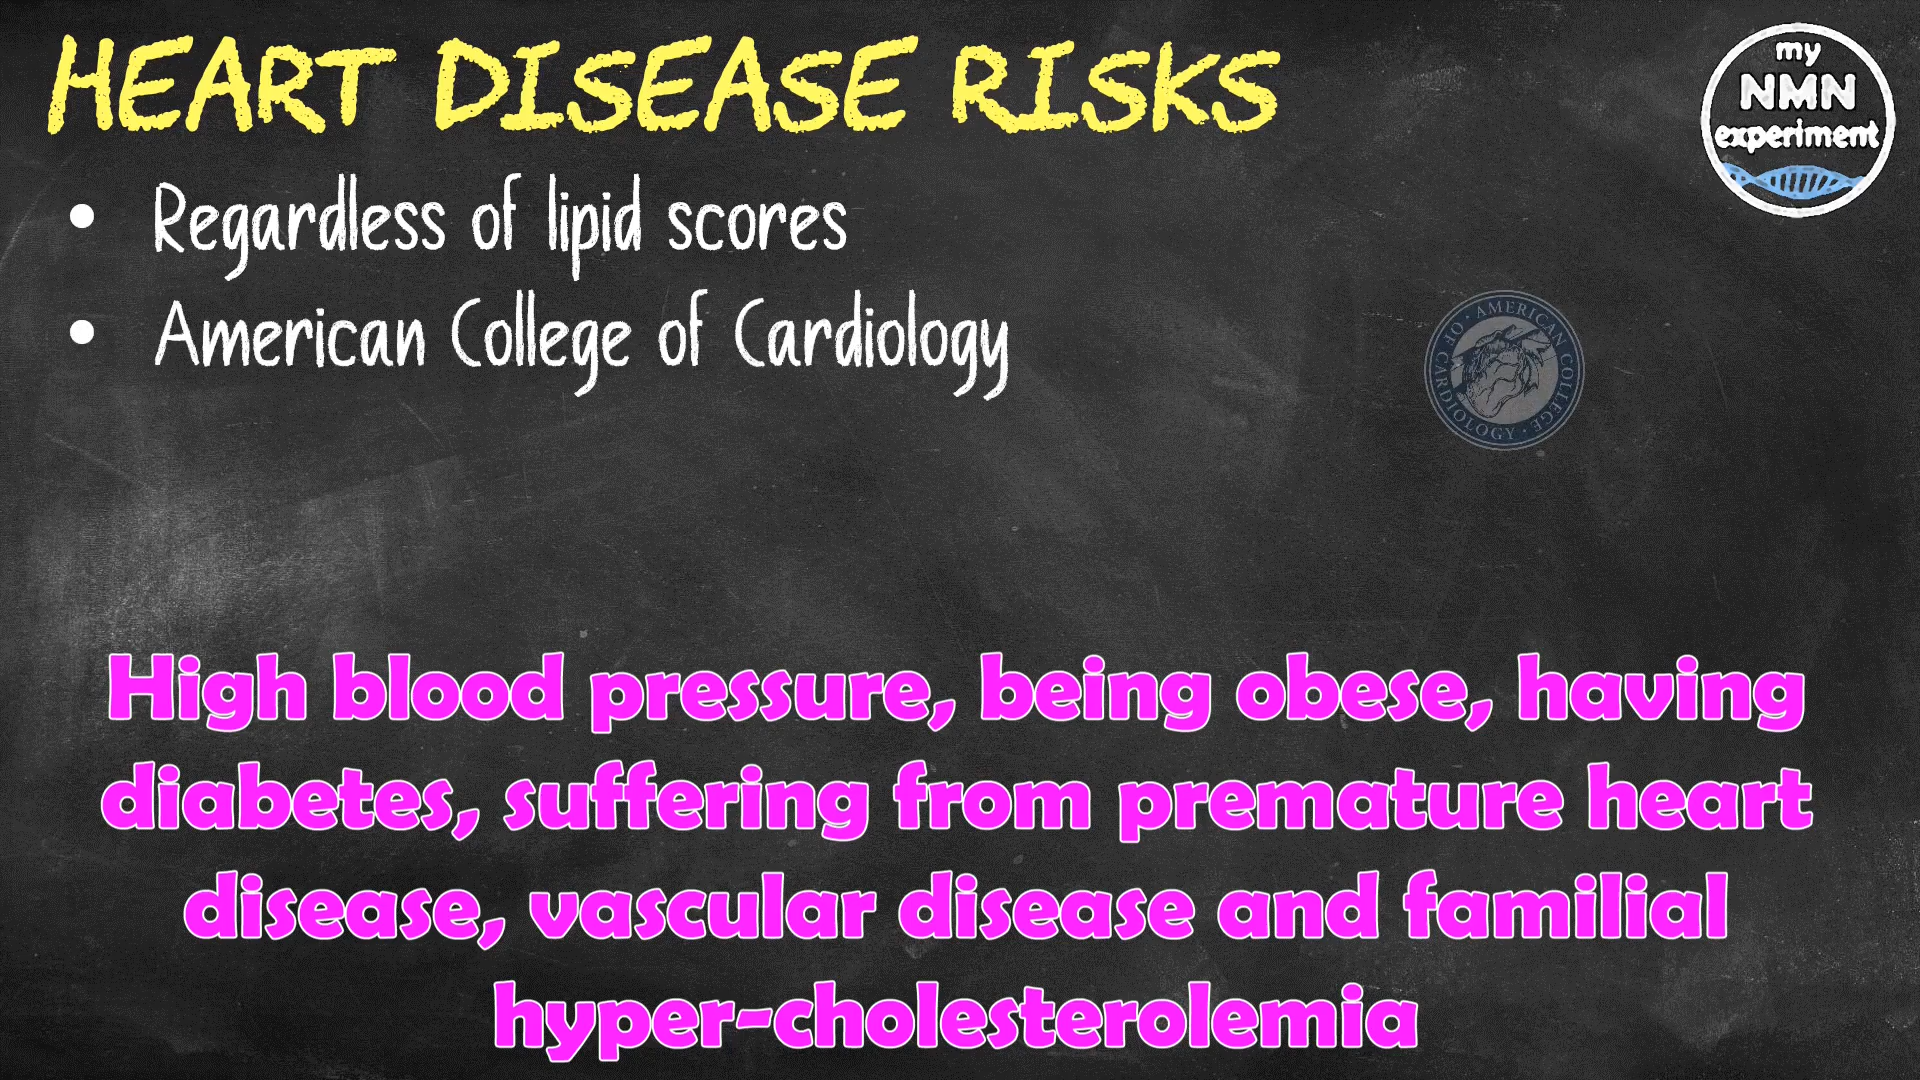 HEART DISEASE RISKS
my
NMN
experiment
• Regardless of lipid scores
• American College of Cardiology
· AMERICAN COLLEGE · OF CARDIOLOGY
High blood pressure, being obese, having
diabetes, suffering from premature heart
disease, vascular disease and familial
hyper-cholesterolemia